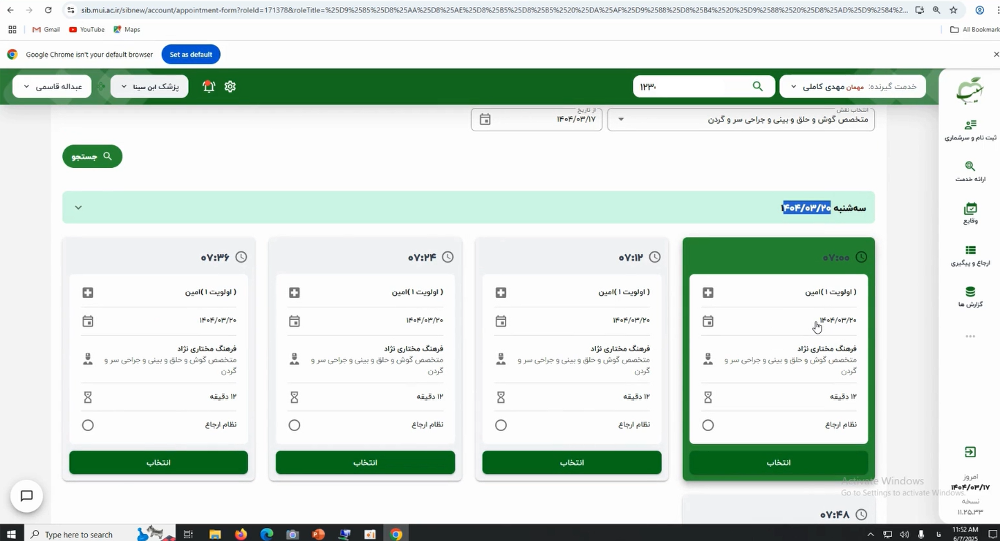 sib.mui.ac.ir/sibnew/account/appointment-form?roleId=171378&roleTitle=%25D9%2585%25D8%25AA%25D8%25AE%25D8%25B5%25D8%25B5%2520%25DA%25AF%25D9%2588%25D8%25B4%2520%25D9%2588%2520%25D8%25AD%25D9%2584%2...
Gmail YouTube Maps
All Bookmark
Google Chrome isn't your default browser
Set as default
خدمت گیرنده: مهمان مهدی کاملی
۱۲۳۰
پزشک ابن سینا
عبداله قاسمی
انتخاب نقش
متخصص گوش و حلق و بینی و جراحی سر و گردن
از تاریخ
۱۴۰۴/۰۳/۱۷
جستجو
سه‌شنبه ۱۴۰۴/۰۳/۲۰
۰۷:۰۰
( اولویت ۱ )امین
۱۴۰۴/۰۳/۲۰
فرهنگ مختاری نژاد
متخصص گوش و حلق و بینی و جراحی سر و
گردن
۱۲ دقیقه
نظام ارجاع
انتخاب
۰۷:۱۲
( اولویت ۱ )امین
۱۴۰۴/۰۳/۲۰
فرهنگ مختاری نژاد
متخصص گوش و حلق و بینی و جراحی سر و
گردن
۱۲ دقیقه
نظام ارجاع
انتخاب
۰۷:۲۴
( اولویت ۱ )امین
۱۴۰۴/۰۳/۲۰
فرهنگ مختاری نژاد
متخصص گوش و حلق و بینی و جراحی سر و
گردن
۱۲ دقیقه
نظام ارجاع
انتخاب
۰۷:۳۶
( اولویت ۱ )امین
۱۴۰۴/۰۳/۲۰
فرهنگ مختاری نژاد
متخصص گوش و حلق و بینی و جراحی سر و
گردن
۱۲ دقیقه
نظام ارجاع
انتخاب
۰۷:۴۸
سیب
ثبت نام و سرشماری
ارائه خدمت
وقایع
ارجاع و پیگیری
گزارش ها
امروز
۱۴۰۴/۰۳/۱۷
نسخه
۱۱.۲۵.۳۳
Activate Windows
Go to Settings to activate Windows.
Type here to search
فا
11:52 AM
6/7/2025